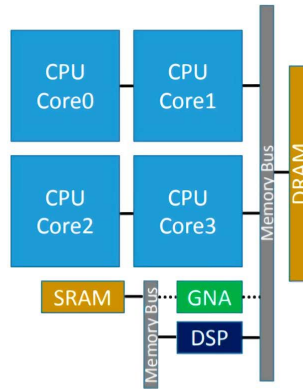 CPU
Core0
CPU
Core1
CPU
Core2
CPU
Core3
Memory Bus
DRAM
SRAM
Memory Bus
GNA
DSP